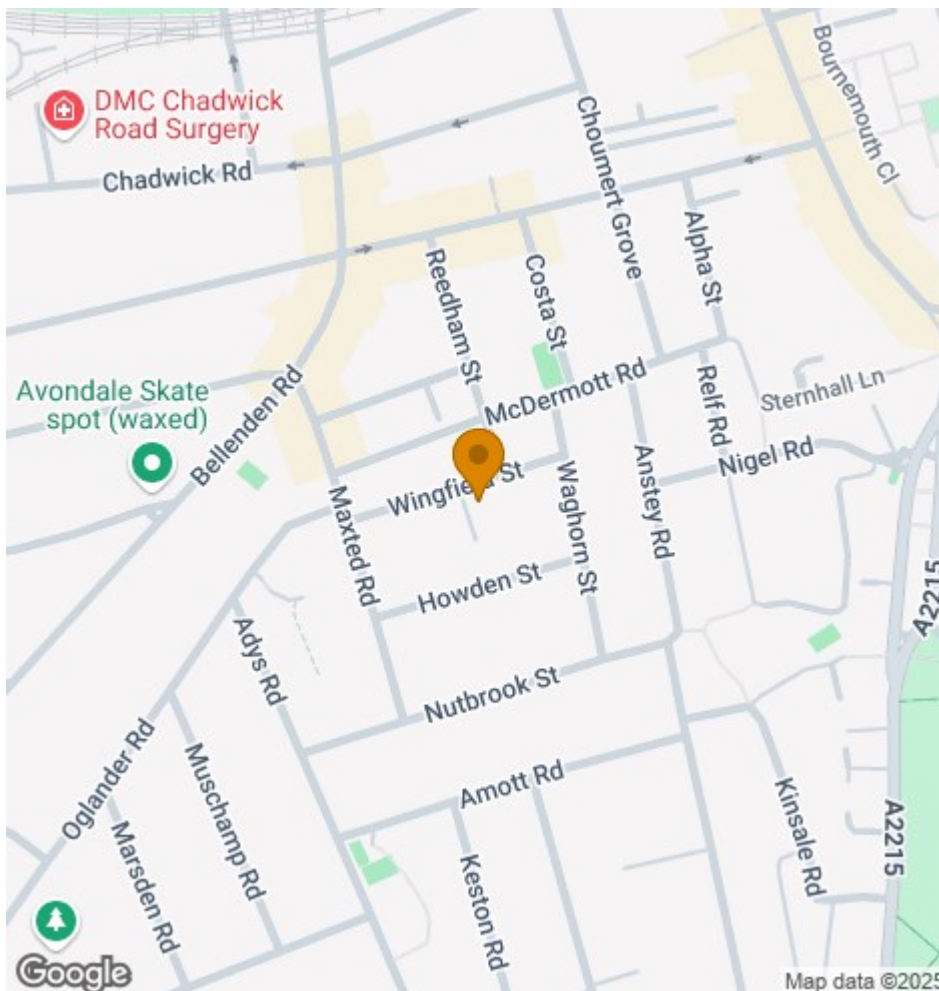 Bournemouth Cl
DMC Chadwick
Road Surgery
Chadwick Rd
Choumert Grove
Alpha St
Reedham St
Costa St
Avondale Skate
spot (waxed)
Bellenden Rd
McDermott Rd
Relf Rd
Sternhall Ln
Nigel Rd
Wingfield St
Waghorn St
Anstey Rd
Maxted Rd
Howden St
A2215
Adys Rd
Nutbrook St
Oglander Rd
Muschamp Rd
Amott Rd
Kinsale Rd
A2215
Marsden Rd
Keston Rd
Google
Map data ©2025